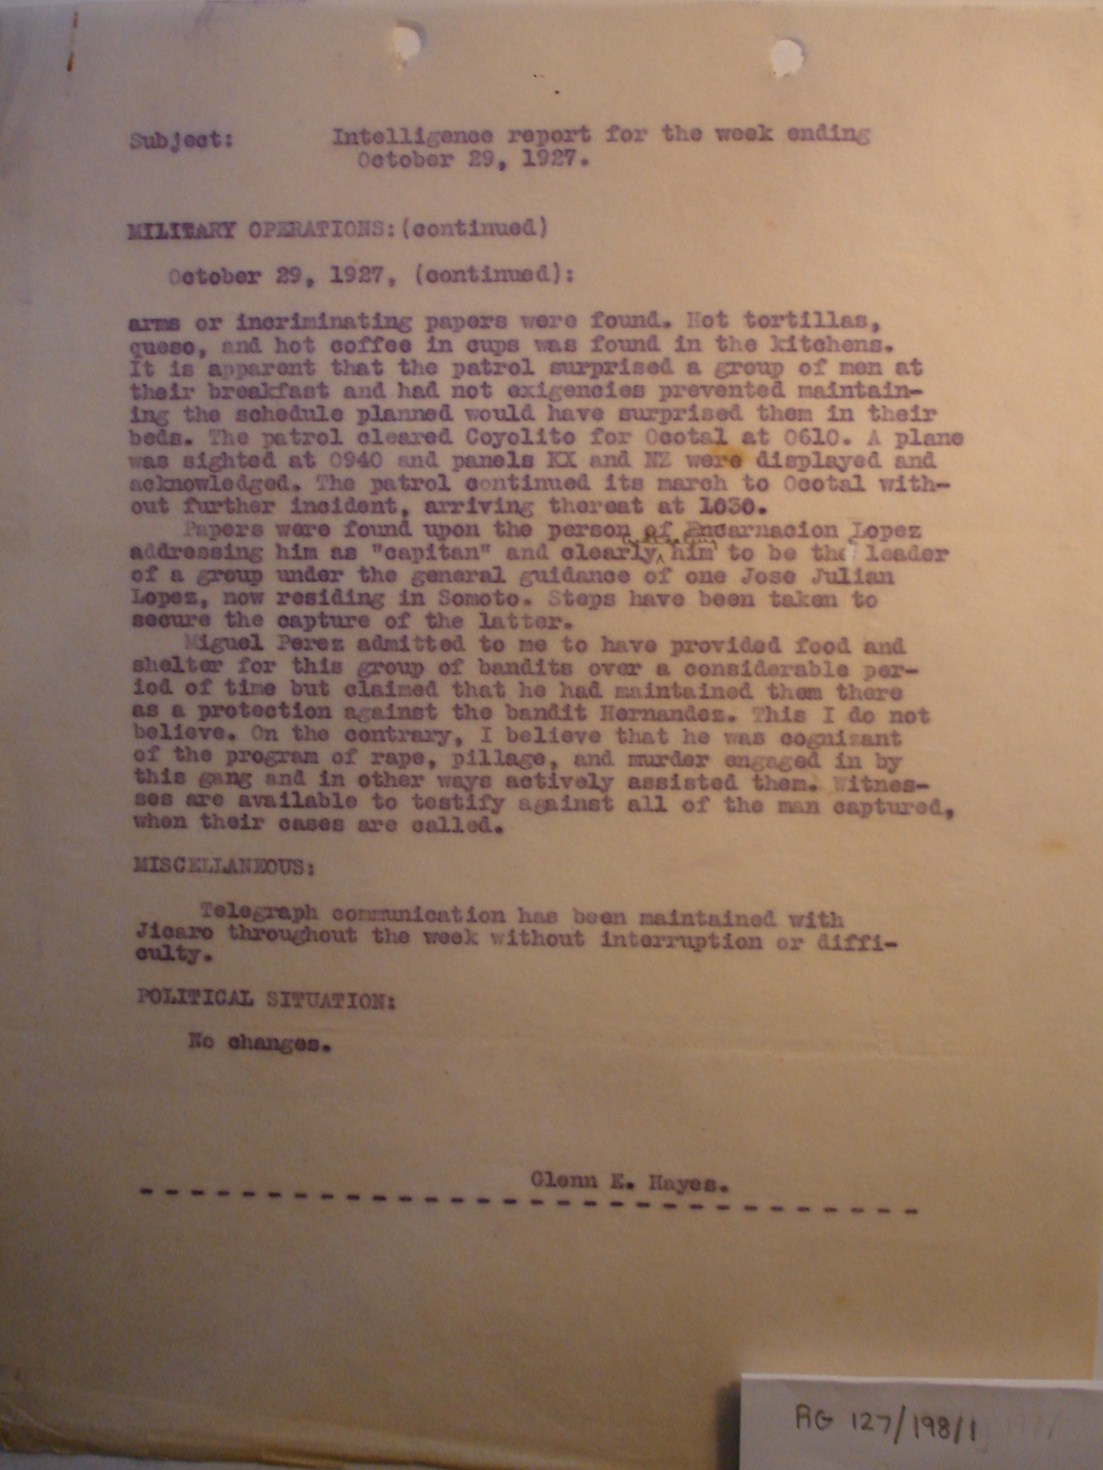 Subject: Intelligence report for the week ending
October 29, 1927.
MILITARY OPERATIONS:(continued)
October 29, 1927, (continued):
arms or incriminating papers were found. Hot tortillas,
queso, and hot coffee in cups was found in the kitchens.
It is apparent that the patrol surprised a group of men at
their breakfast and had not exigencies prevented maintain-
ing the schedule planned would have surprised them in their
beds. The patrol cleared Coyolito for Ocotal at 0610. A plane
was sighted at 0940 and panels KX and NZ were displayed and
acknowledged. The patrol continued its march to Ocotal with-
out further incident, arriving thereat at 1030.
Papers were found upon the person of Encarnacion Lopez
addressing him as "capitan" and clearly him to be the leader
of a group under the general guidance of one Jose Julian
Lopez, now residing in Somoto. Steps have been taken to
secure the capture of the latter.
Miguel Perez admitted to me to have provided food and
shelter for this group of bandits over a considerable per-
iod of time but claimed that he had maintained them there
as a protection against the bandit Hernandez. This I do not
believe. On the contrary, I believe that he was cognizant
of the program of rape, pillage, and murder engaged in by
this gang and in other ways actively assisted them. Witnes-
ses are available to testify against all of the man captured,
when their cases are called.
MISCELLANEOUS:
Telegraph communication has been maintained with
Jicaro throughout the week without interruption or diffi-
culty.
POLITICAL SITUATION:
No changes.
Glenn E. Hayes.
RG 127/198/1